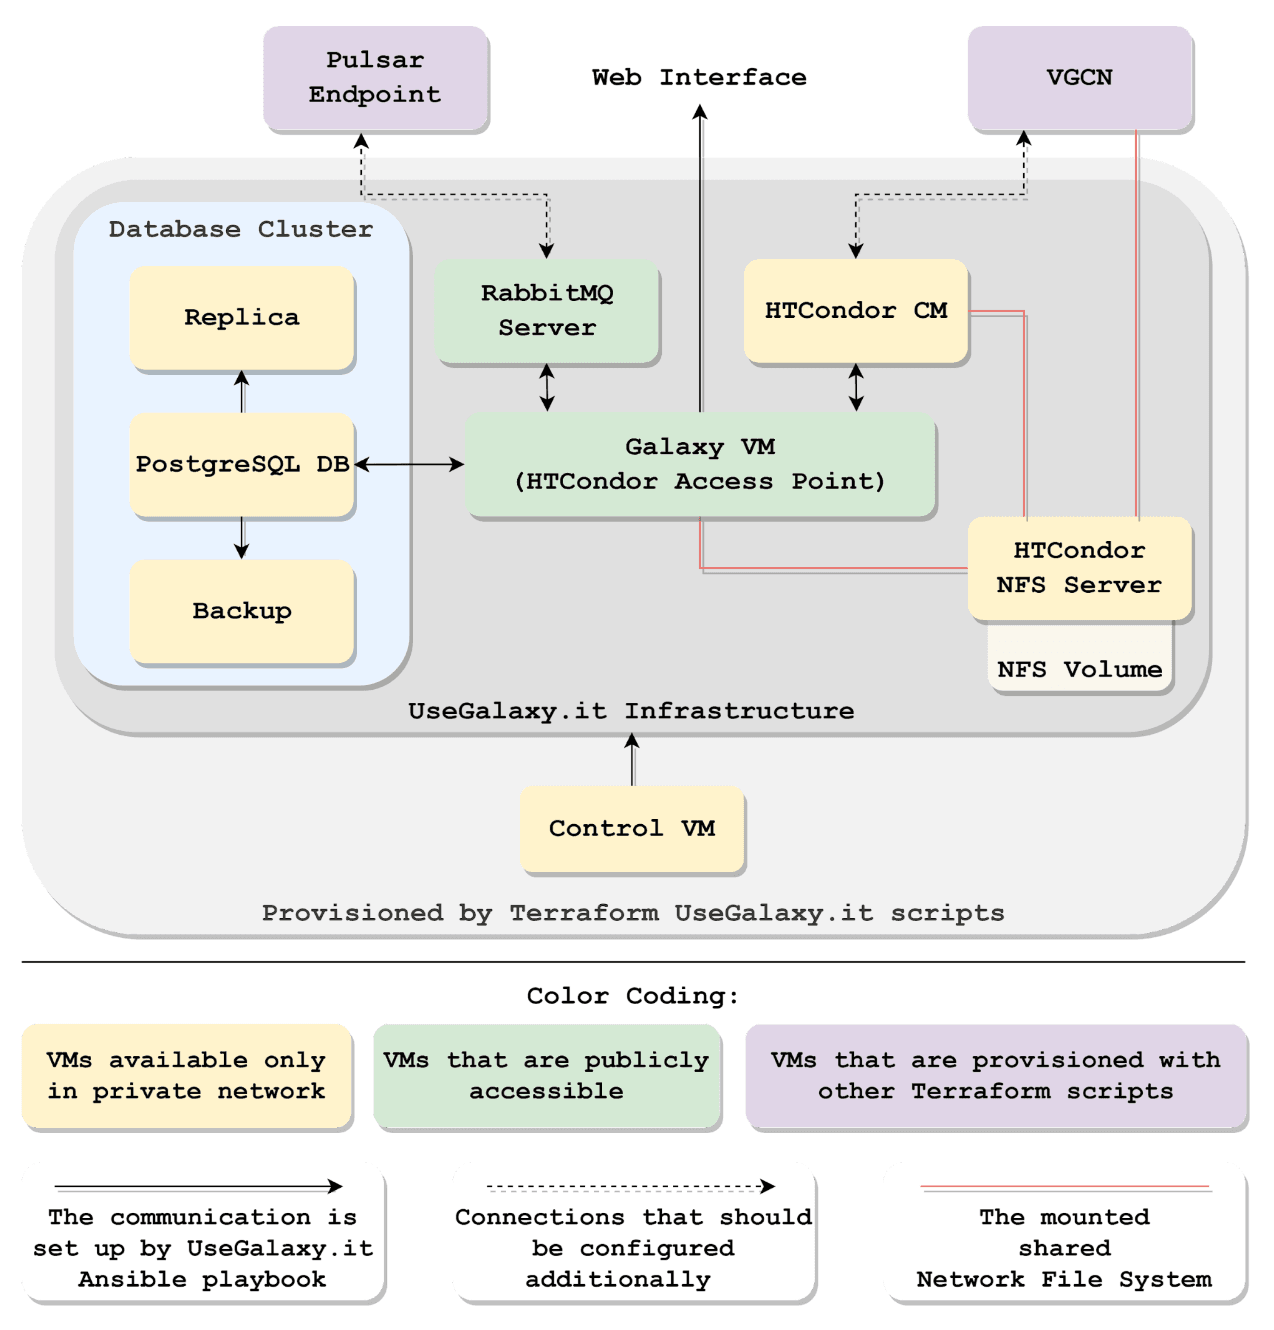 Pulsar
Endpoint
Web Interface
VGCN
Database Cluster
Replica
RabbitMQ
Server
HTCondor CM
PostgreSQL DB
Galaxy VM
(HTCondor Access Point)
HTCondor
NFS Server
Backup
NFS Volume
UseGalaxy.it Infrastructure
Control VM
Provisioned by Terraform UseGalaxy.it scripts
Color Coding:
VMs available only
in private network
VMs that are publicly
accessible
VMs that are provisioned with
other Terraform scripts
The communication is
set up by UseGalaxy.it
Ansible playbook
Connections that should
be configured
additionally
The mounted
shared
Network File System